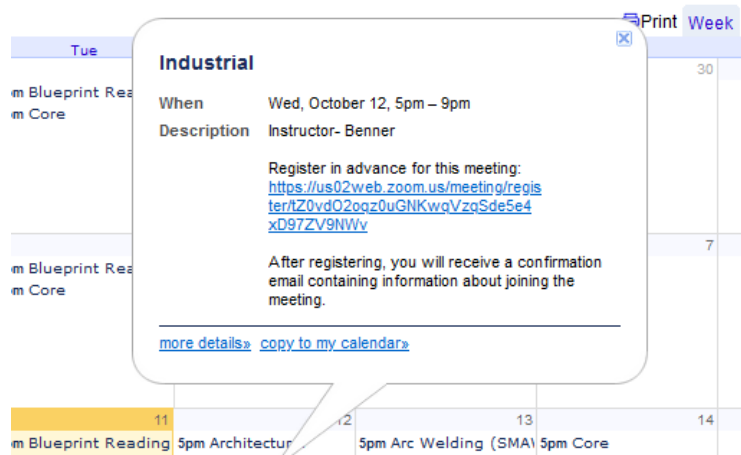 Print Week
Tue
30
Industrial
When Wed, October 12, 5pm – 9pm
Description Instructor- Benner
Register in advance for this meeting:
https://us02web.zoom.us/meeting/regis
ter/tZ0vdO2oqz0uGNKwqVzqSde5e4
xD97ZV9NWv
After registering, you will receive a confirmation
email containing information about joining the
meeting.
more details» copy to my calendar»
m Blueprint Rea
m Core
7
m Blueprint Rea
m Core
11 12 13 14
m Blueprint Reading 5pm Architectur 5pm Arc Welding (SMA 5pm Core